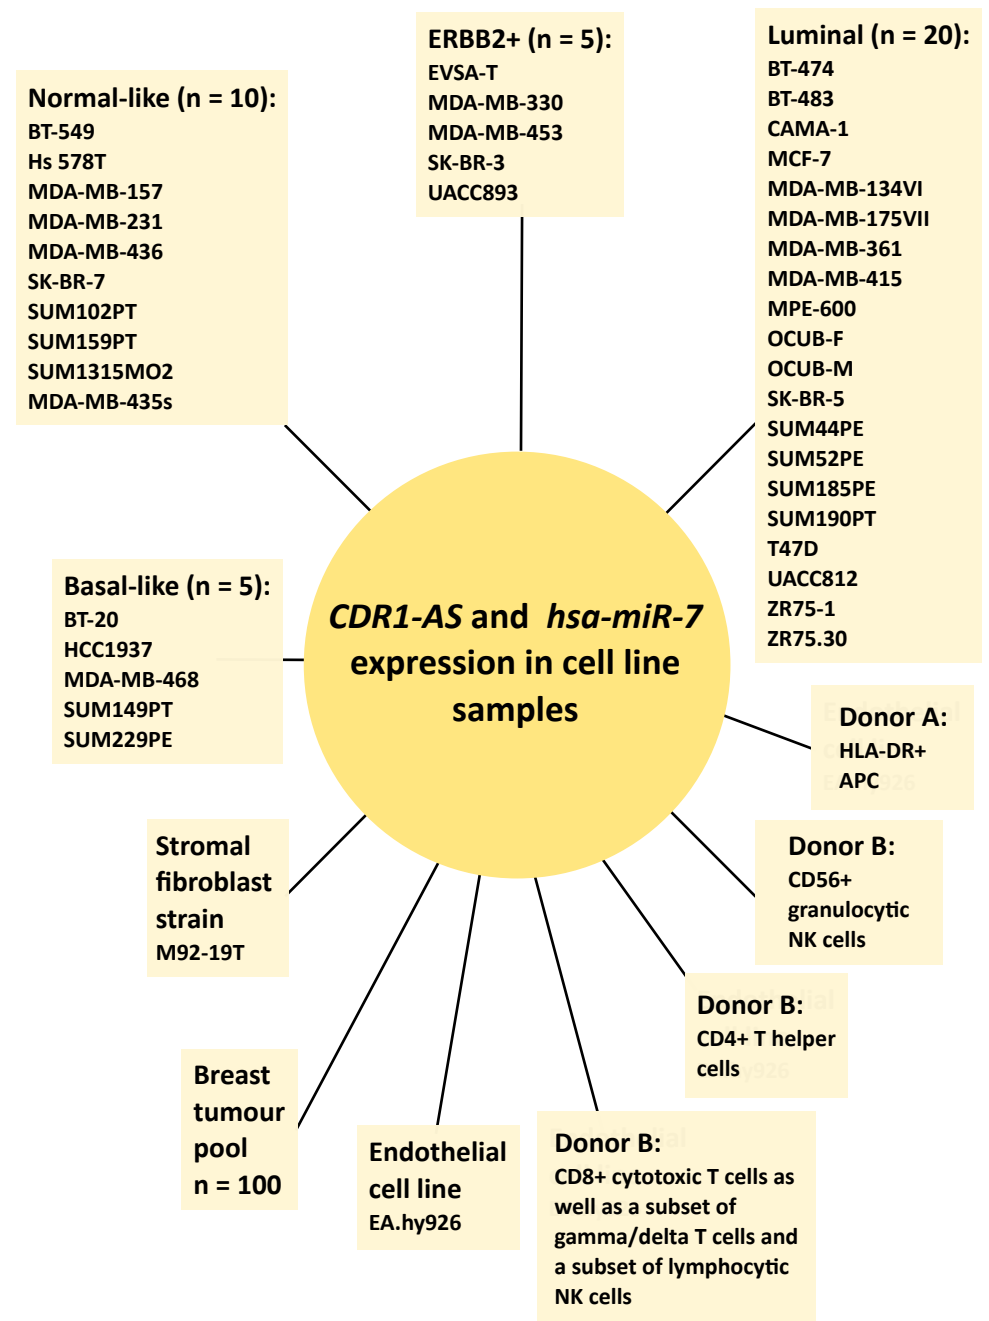 ERBB2+ (n = 5):
EVSA-T
MDA-MB-330
MDA-MB-453
SK-BR-3
UACC893
Luminal (n = 20):
BT-474
BT-483
CAMA-1
MCF-7
MDA-MB-134VI
MDA-MB-175VII
MDA-MB-361
MDA-MB-415
MPE-600
OCUB-F
OCUB-M
SK-BR-5
SUM44PE
SUM52PE
SUM185PE
SUM190PT
T47D
UACC812
ZR75-1
ZR75.30
Normal-like (n = 10):
BT-549
Hs 578T
MDA-MB-157
MDA-MB-231
MDA-MB-436
SK-BR-7
SUM102PT
SUM159PT
SUM1315MO2
MDA-MB-435s
Basal-like (n = 5):
BT-20
HCC1937
MDA-MB-468
SUM149PT
SUM229PE
CDR1-AS and hsa-miR-7
expression in cell line
samples
Donor A:
HLA-DR+
APC
Donor B:
CD56+
granulocytic
NK cells
Donor B:
CD4+ T helper
cells
Donor B:
CD8+ cytotoxic T cells as
well as a subset of
gamma/delta T cells and
a subset of lymphocytic
NK cells
Endothelial
cell line
EA.hy926
Breast
tumour
pool
n = 100
Stromal
fibroblast
strain
M92-19T